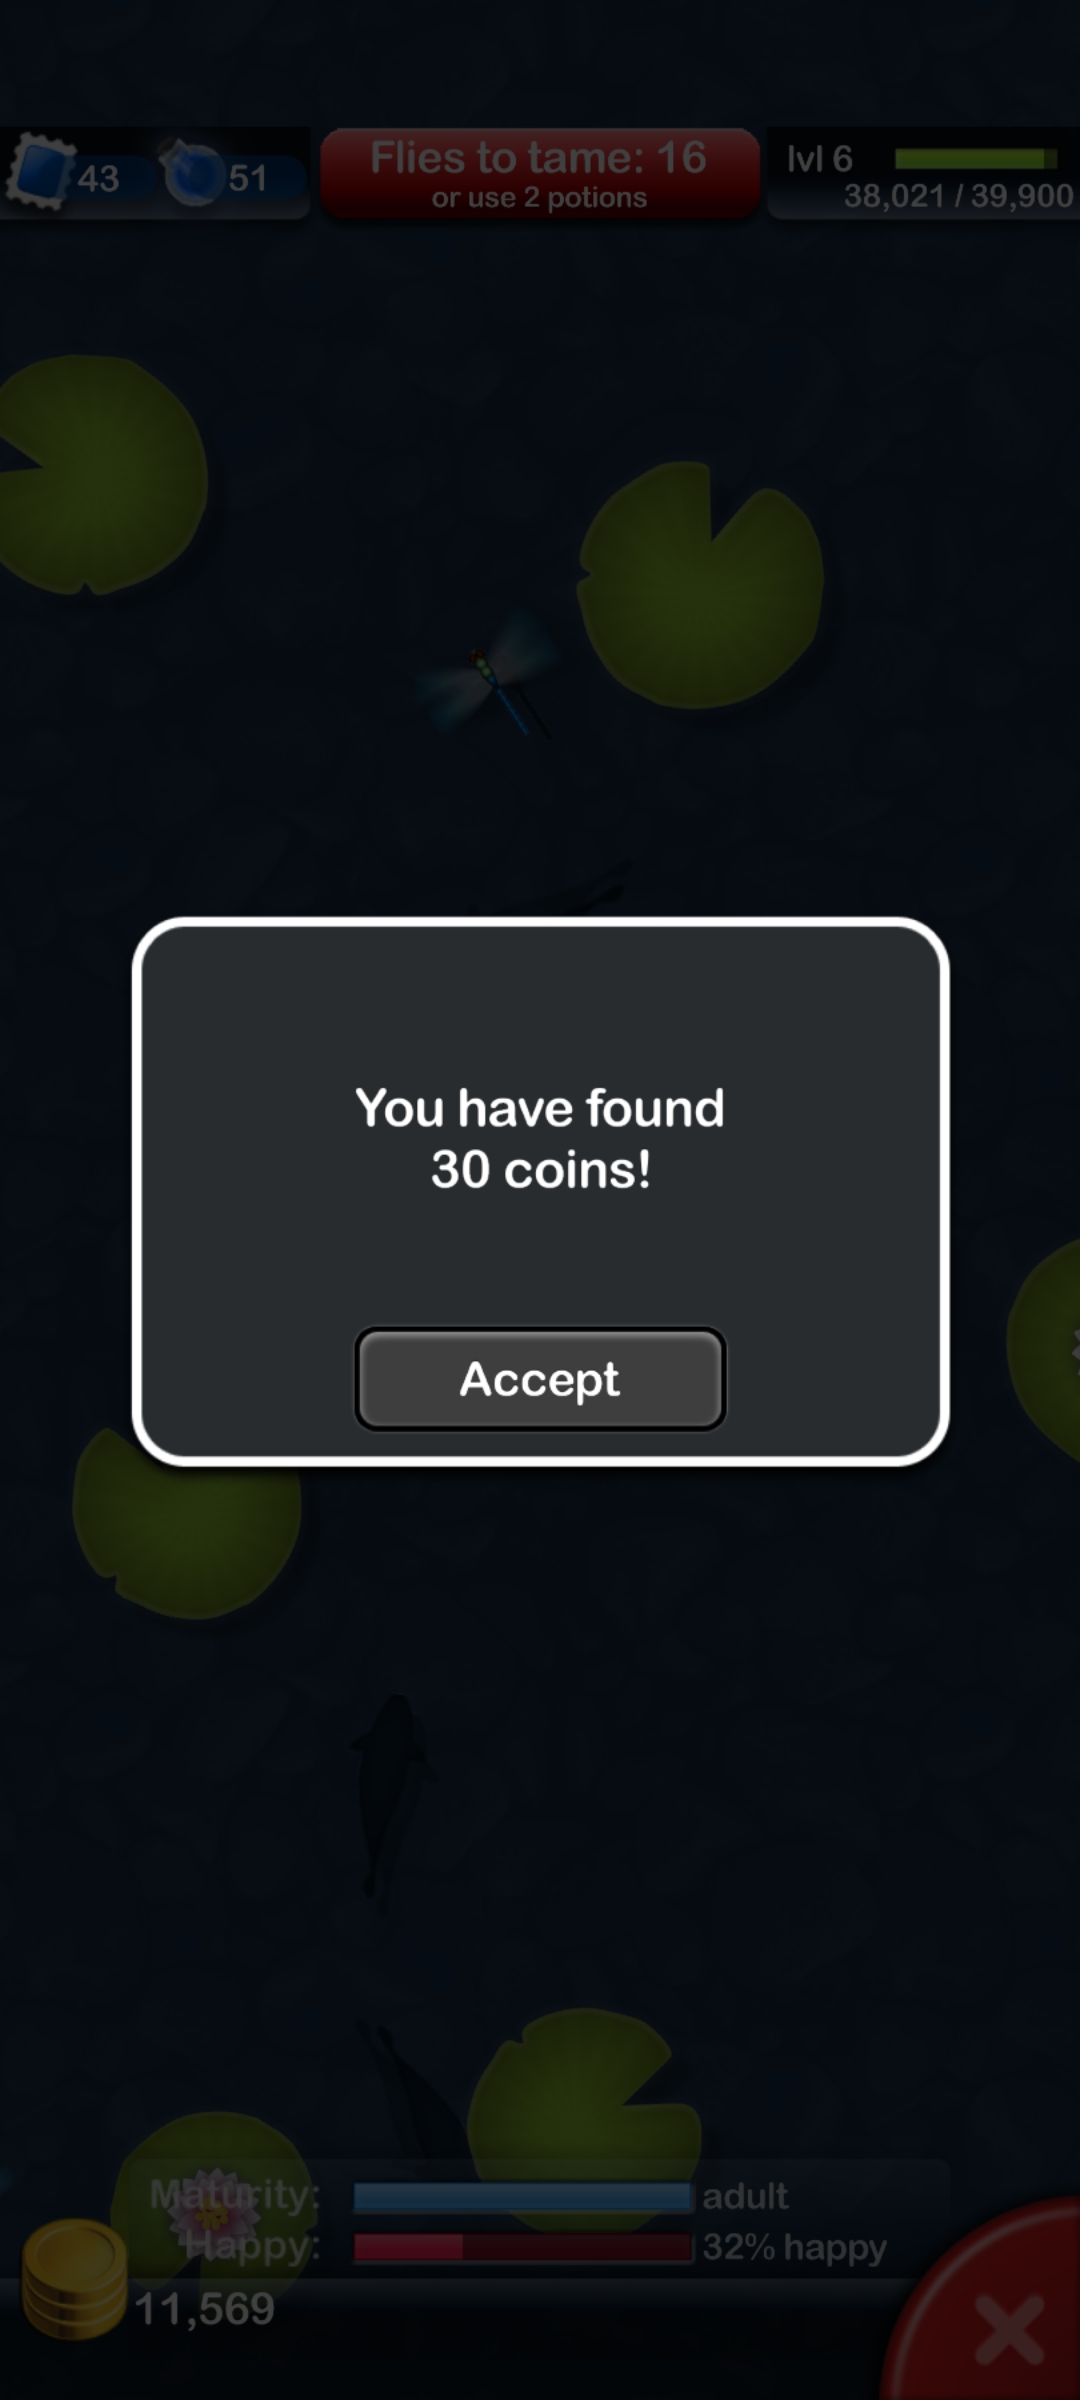 43
51
Flies to tame: 16
or use 2 potions
lvl 6
38,021 / 39,900
You have found
30 coins!
Accept
Maturity:
adult
Happy:
32% happy
11,569